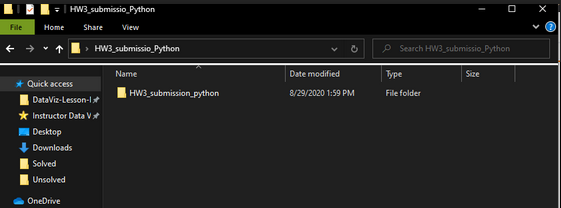 HW3_submissio_Python
File Home Share View
HW3_submissio_Python Search HW3_submissio_Python
Name Date modified Type Size
Quick access
DataViz-Lesson-
HW3_submission_python 8/29/2020 1:59 PM File folder
Instructor Data V
Desktop
Downloads
Solved
Unsolved
OneDrive